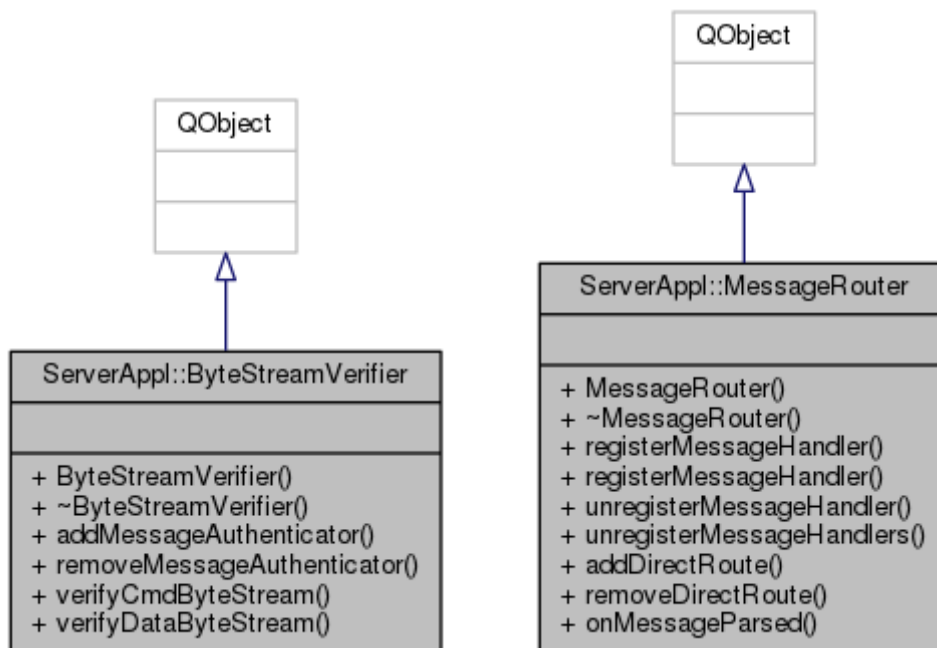 QObject
ServerAppl::ByteStreamVerifier
+ ByteStreamVerifier()
+ ~ByteStreamVerifier()
+ addMessageAuthenticator()
+ removeMessageAuthenticator()
+ verifyCmdByteStream()
+ verifyDataByteStream()
QObject
ServerAppl::MessageRouter
+ MessageRouter()
+ ~MessageRouter()
+ registerMessageHandler()
+ registerMessageHandler()
+ unregisterMessageHandler()
+ unregisterMessageHandlers()
+ addDirectRoute()
+ removeDirectRoute()
+ onMessageParsed()